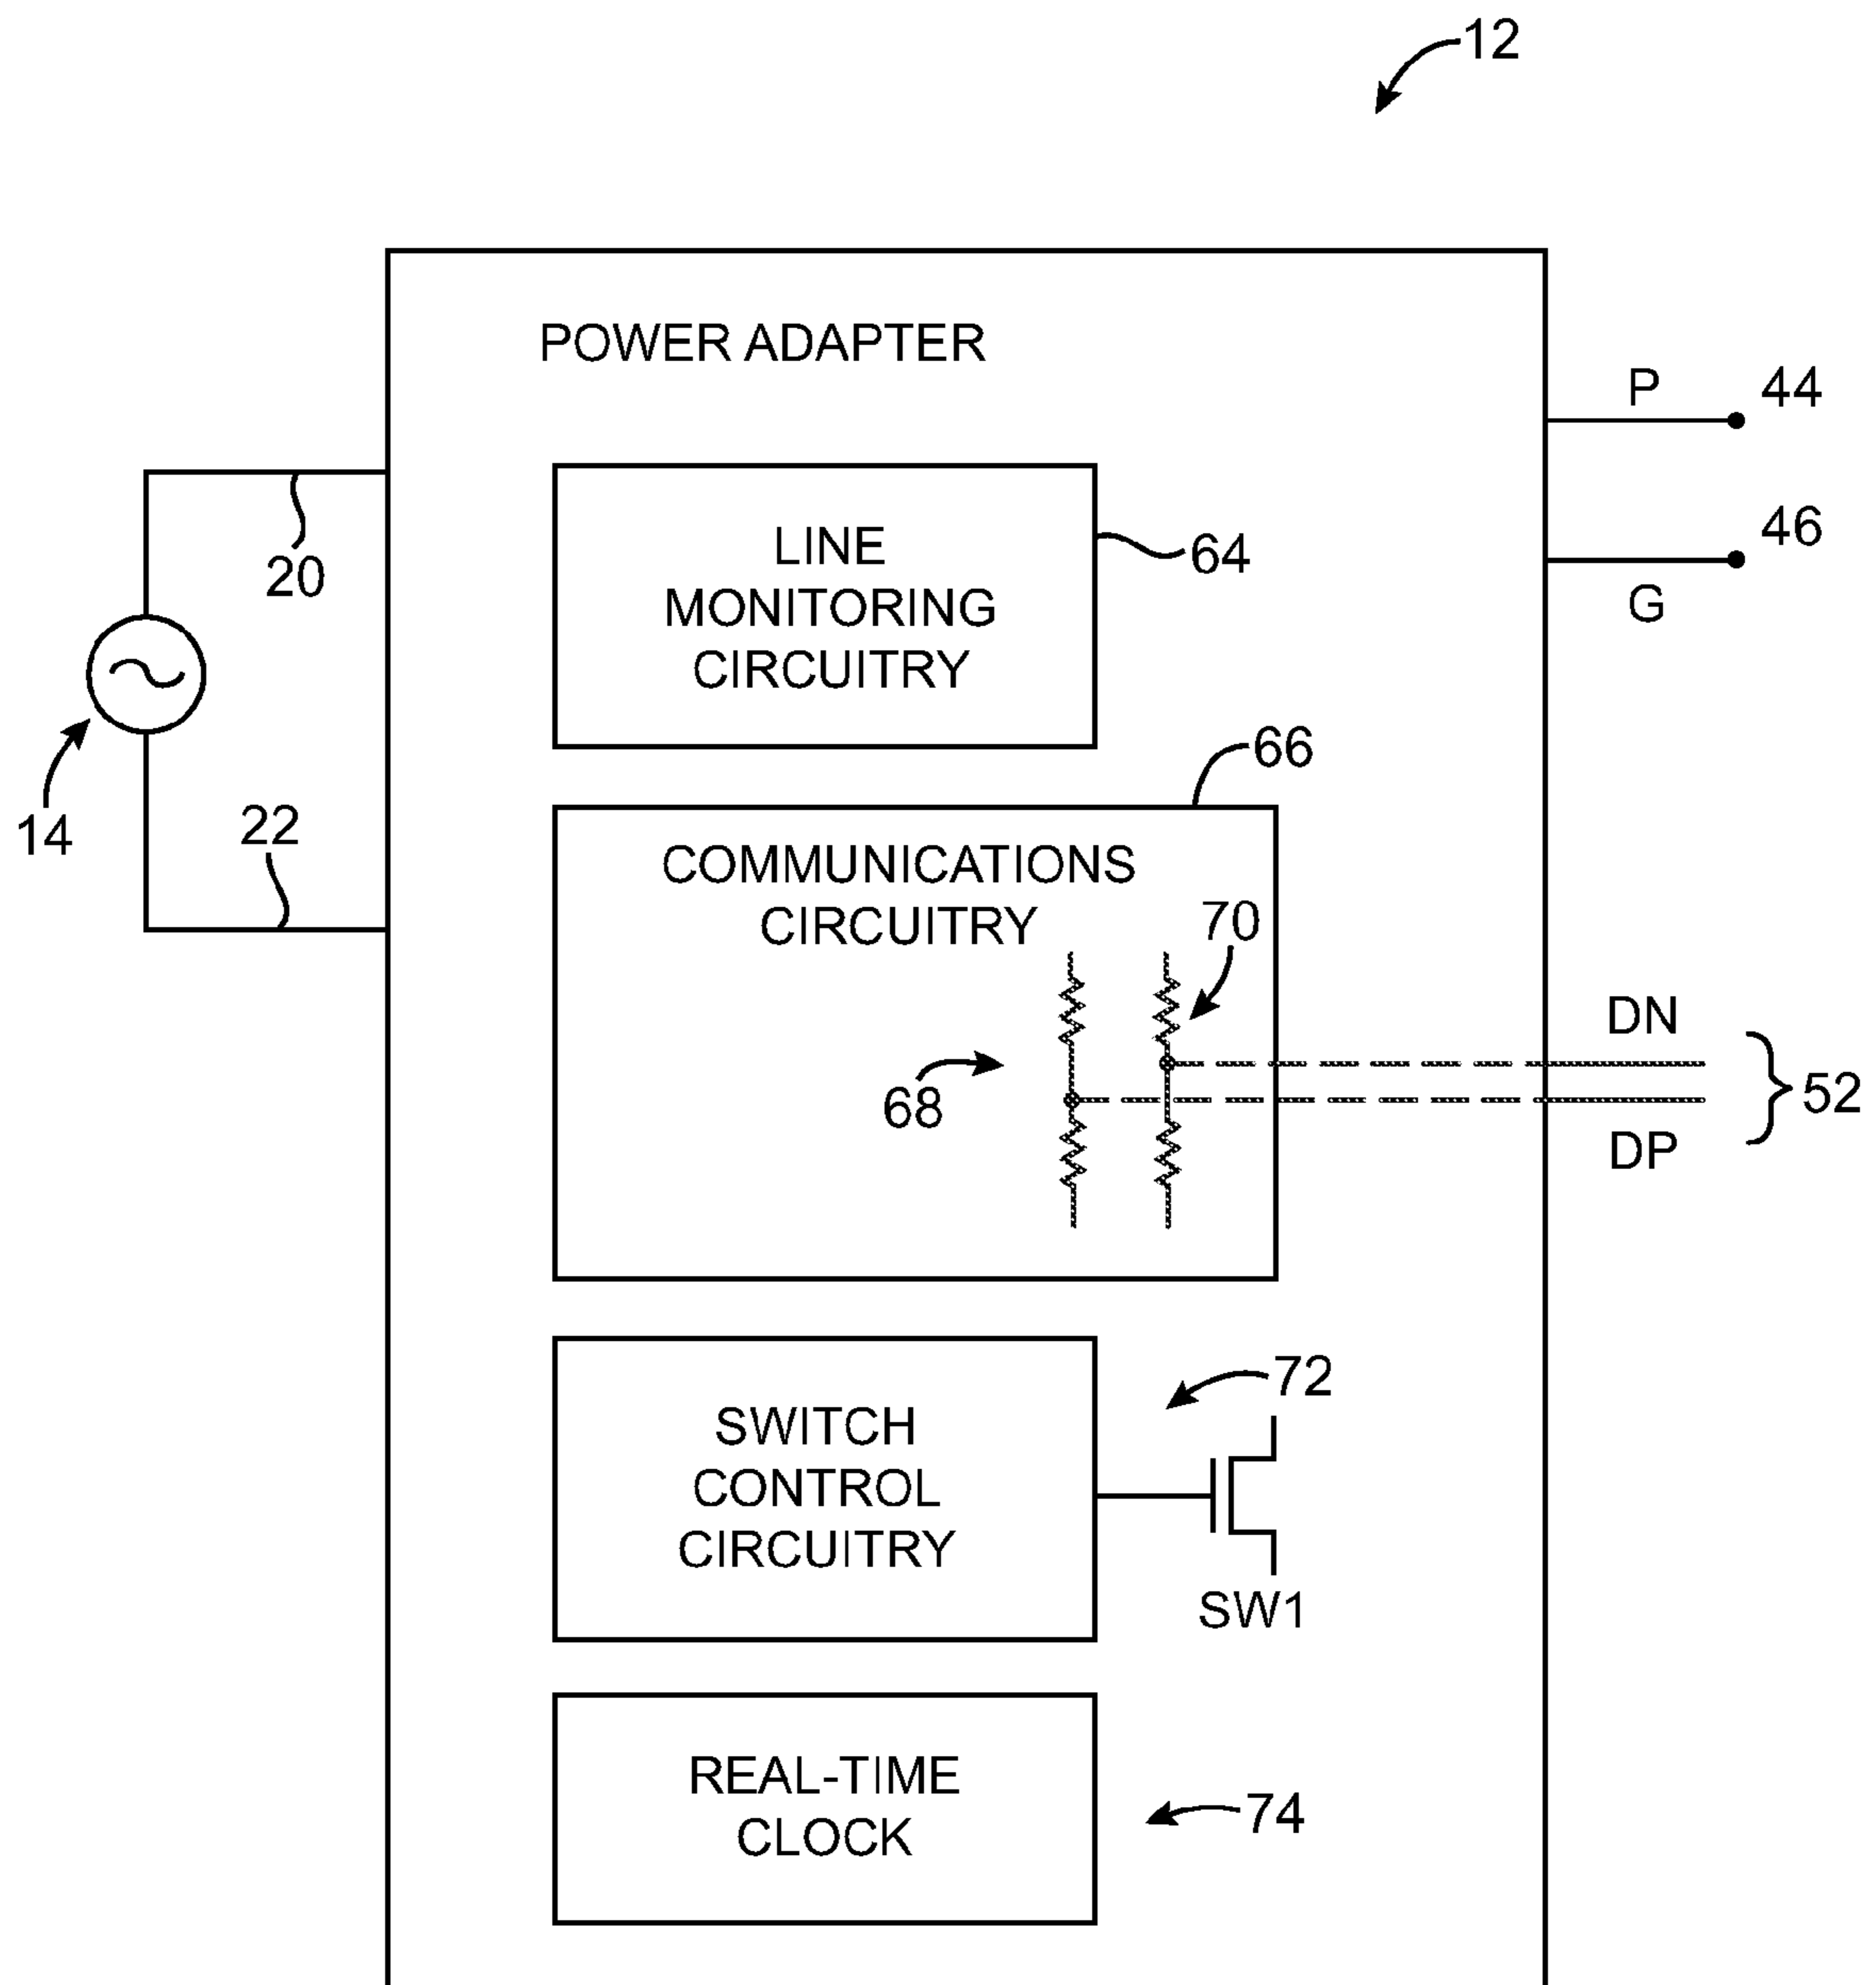 12
POWER ADAPTER
P
44
46
G
20
LINE
MONITORING
CIRCUITRY
64
14
22
66
COMMUNICATIONS
CIRCUITRY
70
68
DN
DP
52
SWITCH
CONTROL
CIRCUITRY
72
SW1
REAL-TIME
CLOCK
74